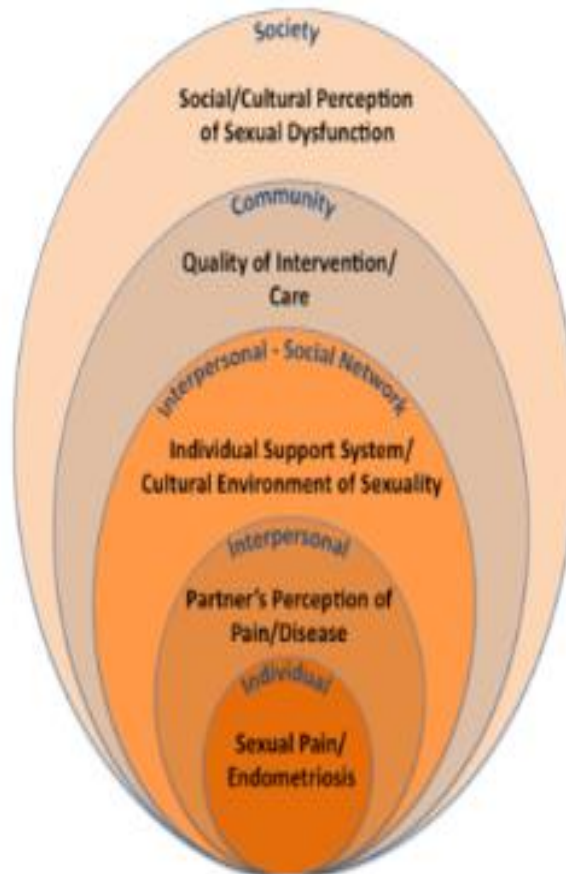 Society
Social/Cultural Perception
of Sexual Dysfunction
Community
Quality of Intervention/
Care
Interpersonal - Social Network
Individual Support System/
Cultural Environment of Sexuality
Interpersonal
Partner's Perception of
Pain/Disease
Individual
Sexual Pain/
Endometriosis